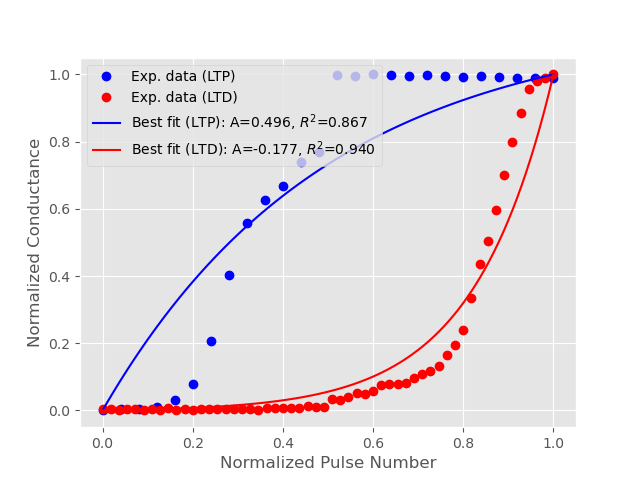 Exp. data (LTP)
Exp. data (LTD)
Best fit (LTP): A=0.496, R²=0.867
Best fit (LTD): A=-0.177, R²=0.940
Normalized Conductance
1.0
0.8
0.6
0.4
0.2
0.0
0.0 0.2 0.4 0.6 0.8 1.0
Normalized Pulse Number